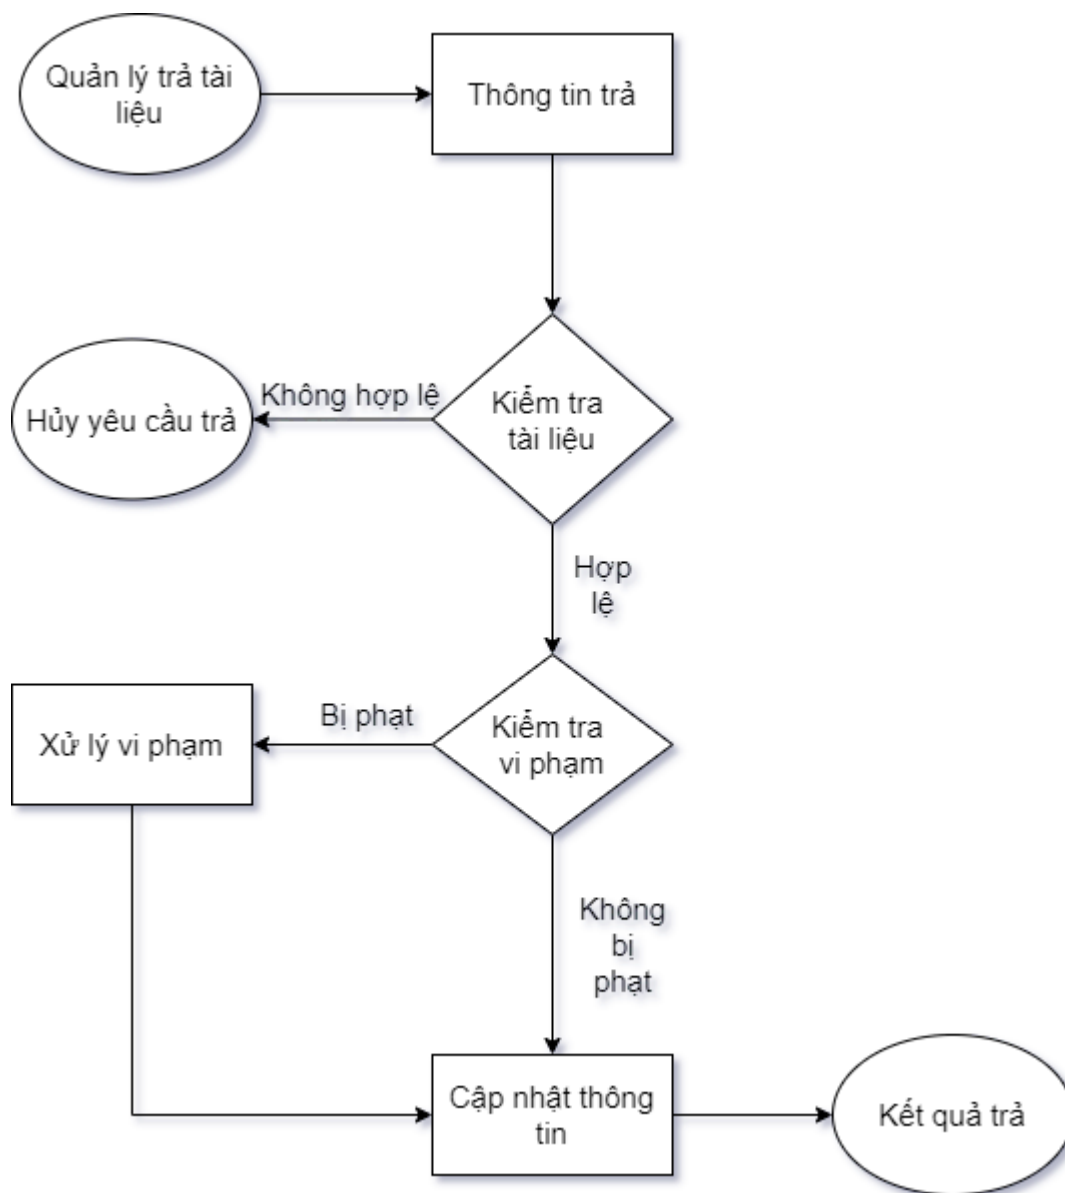 Quản lý trả tài
liệu
Thông tin trả
Không hợp lệ
Hủy yêu cầu trả
Kiểm tra
tài liệu
Hợp
lệ
Bị phạt
Xử lý vi phạm
Kiểm tra
vi phạm
Không
bị
phạt
Cập nhật thông
tin
Kết quả trả